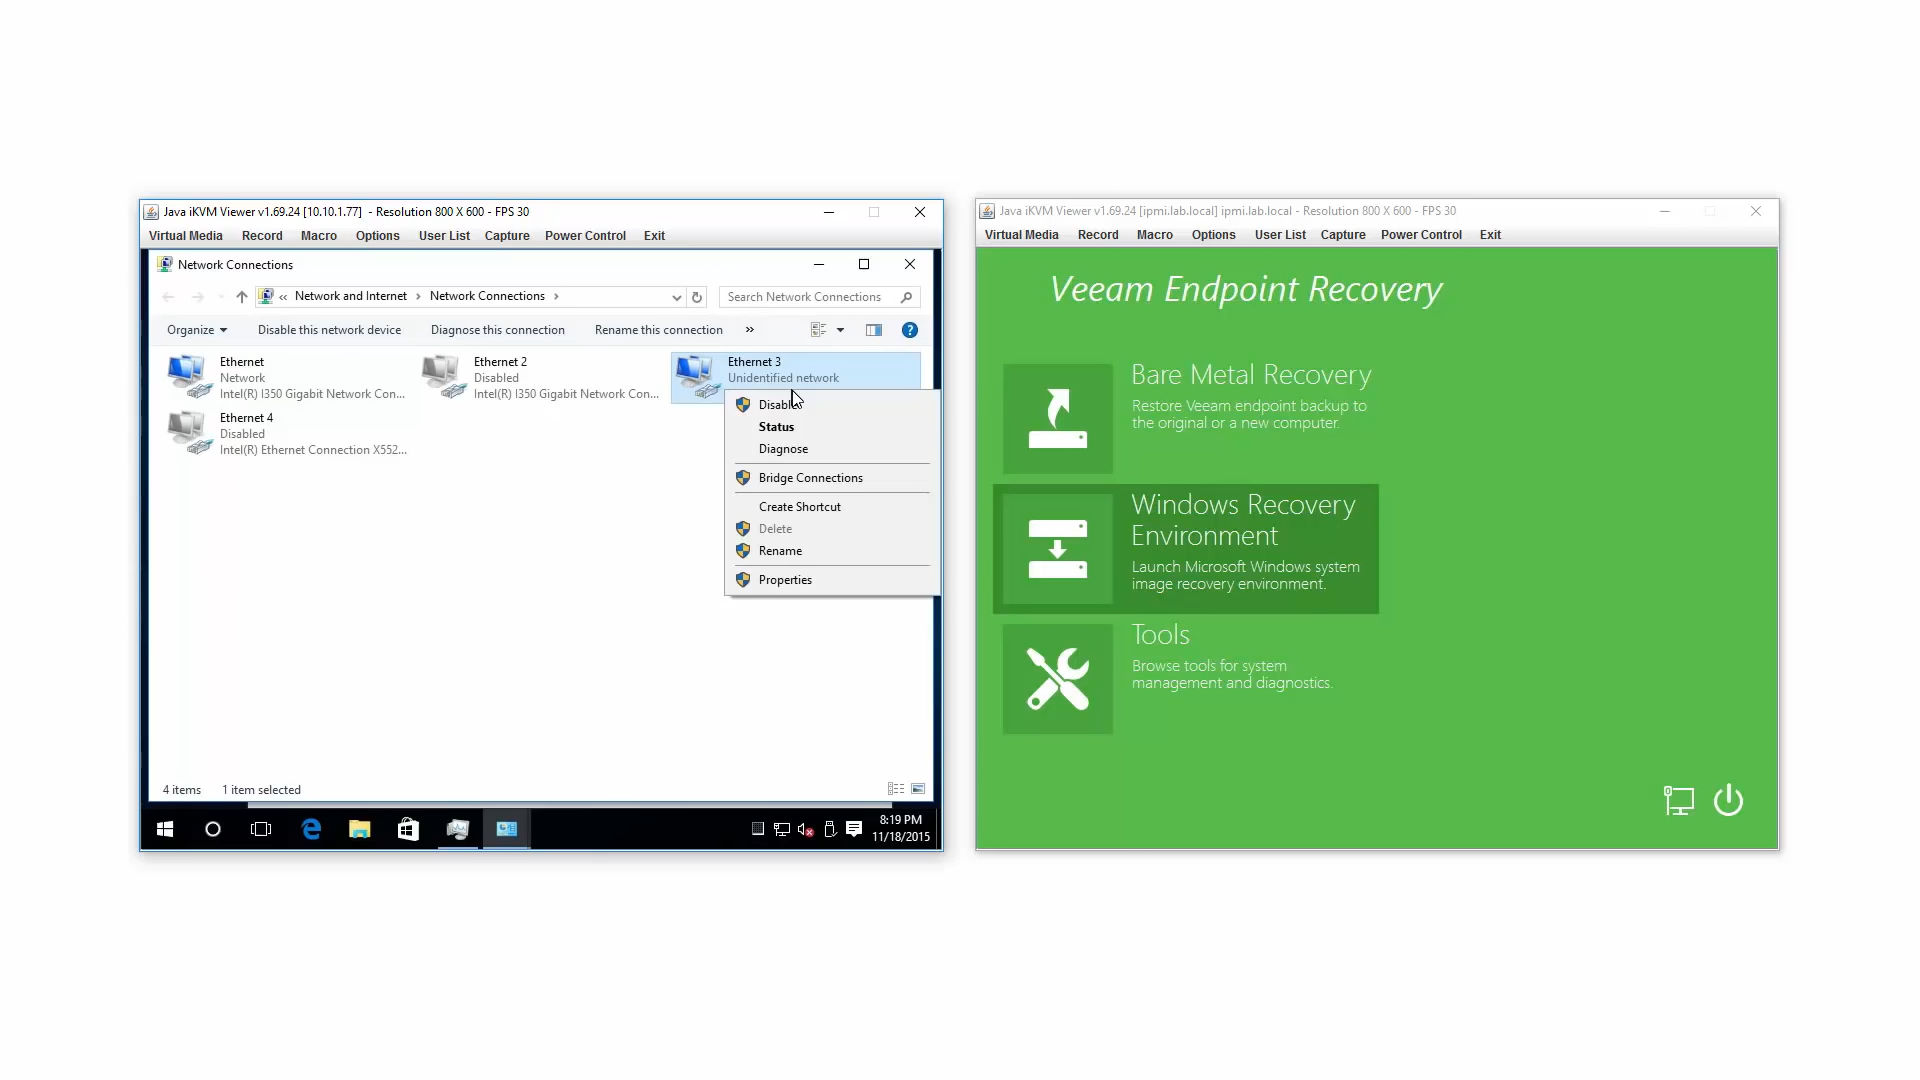 Java iKVM Viewer v1.69.24 [10.10.1.77]  - Resolution 800 X 600 - FPS 30
Virtual Media Record Macro Options User List Capture Power Control Exit
Network Connections
« Network and Internet › Network Connections ›
Search Network Connections
Organize Disable this network device Diagnose this connection Rename this connection »
Ethernet
Network
Intel(R) I350 Gigabit Network Con...
Ethernet 2
Disabled
Intel(R) I350 Gigabit Network Con...
Ethernet 3
Unidentified network
Ethernet 4
Disabled
Intel(R) Ethernet Connection X552...
Disable
Status
Diagnose
Bridge Connections
Create Shortcut
Delete
Rename
Properties
4 items 1 item selected
8:19 PM
11/18/2015
Java iKVM Viewer v1.69.24 [ipmi.lab.local] ipmi.lab.local - Resolution 800 X 600 - FPS 30
Virtual Media Record Macro Options User List Capture Power Control Exit
Veeam Endpoint Recovery
Bare Metal Recovery
Restore Veeam endpoint backup to
the original or a new computer.
Windows Recovery
Environment
Launch Microsoft Windows system
image recovery environment.
Tools
Browse tools for system
management and diagnostics.